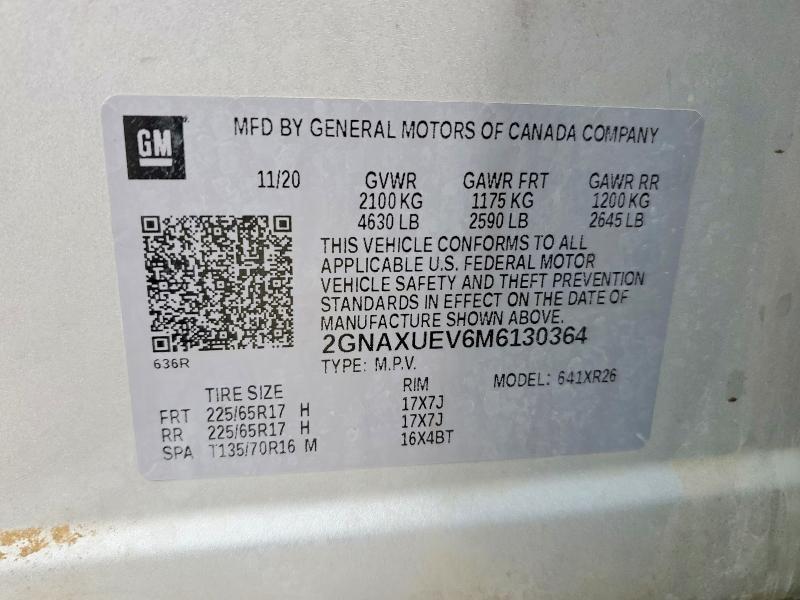 GM
MFD BY GENERAL MOTORS OF CANADA COMPANY
11/20 GVWR GAWR FRT GAWR RR
2100 KG 1175 KG 1200 KG
4630 LB 2590 LB 2645 LB
THIS VEHICLE CONFORMS TO ALL
APPLICABLE U.S. FEDERAL MOTOR
VEHICLE SAFETY AND THEFT PREVENTION
STANDARDS IN EFFECT ON THE DATE OF
MANUFACTURE SHOWN ABOVE.
2GNAXUEV6M6130364
636R
TYPE: M.P.V. MODEL: 641XR26
TIRE SIZE RIM
FRT 225/65R17 H 17X7J
RR 225/65R17 H 17X7J
SPA T135/70R16 M 16X4BT